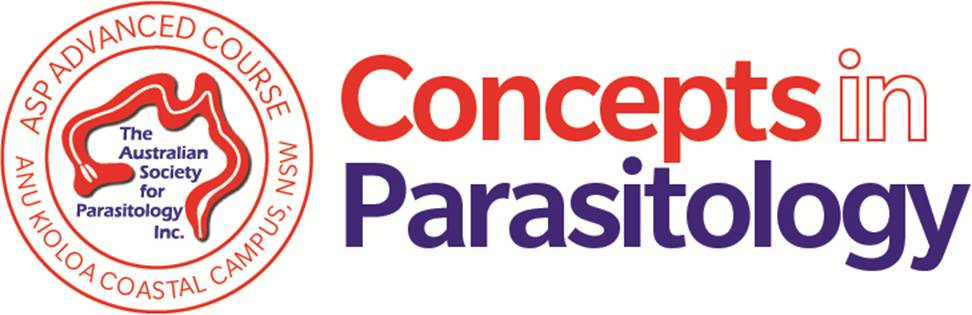 ASP ADVANCED COURSE
The
Australian
Society
for
Parasitology
Inc.
ANU KIOLOA COASTAL CAMPUS, NSW
Concepts in
Parasitology